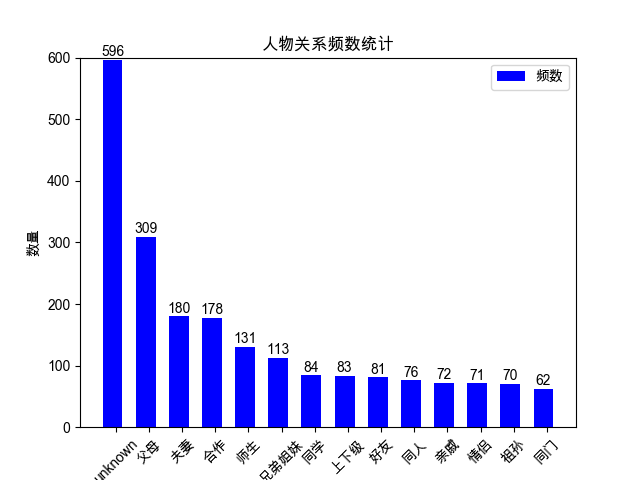 人物关系频数统计
频数
数量
600
500
400
300
200
100
0
596
309
180
178
131
113
84
83
81
76
72
71
70
62
unknown
父母
夫妻
合作
师生
兄弟姐妹
同学
上下级
好友
同人
亲戚
情侣
祖孙
同门